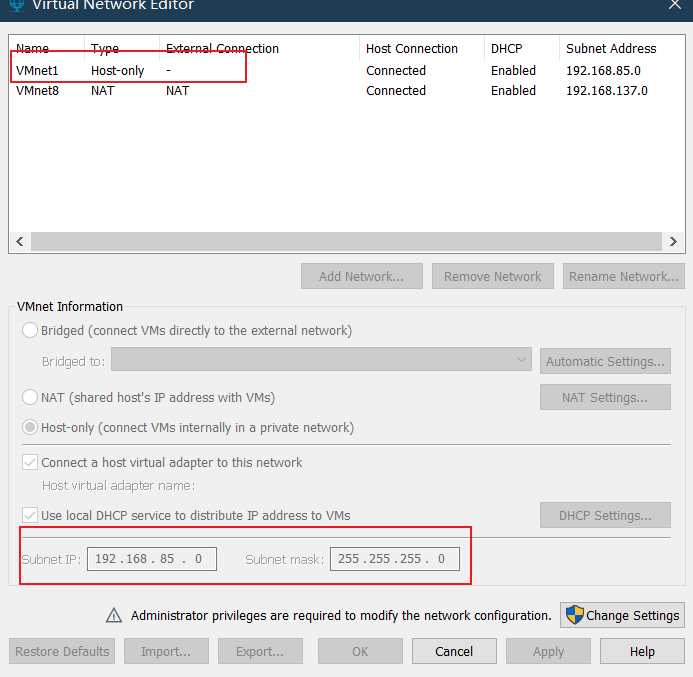 Virtual Network Editor
Name Type External Connection Host Connection DHCP Subnet Address
VMnet1 Host-only - Connected Enabled 192.168.85.0
VMnet8 NAT NAT Connected Enabled 192.168.137.0
Add Network... Remove Network Rename Network...
VMnet Information
Bridged (connect VMs directly to the external network)
Bridged to: Automatic Settings...
NAT (shared host's IP address with VMs) NAT Settings...
Host-only (connect VMs internally in a private network)
Connect a host virtual adapter to this network
Host virtual adapter name:
Use local DHCP service to distribute IP address to VMs DHCP Settings...
Subnet IP: 192 . 168 . 85 . 0 Subnet mask: 255 . 255 . 255 . 0
Administrator privileges are required to modify the network configuration. Change Settings
Restore Defaults Import... Export... OK Cancel Apply Help